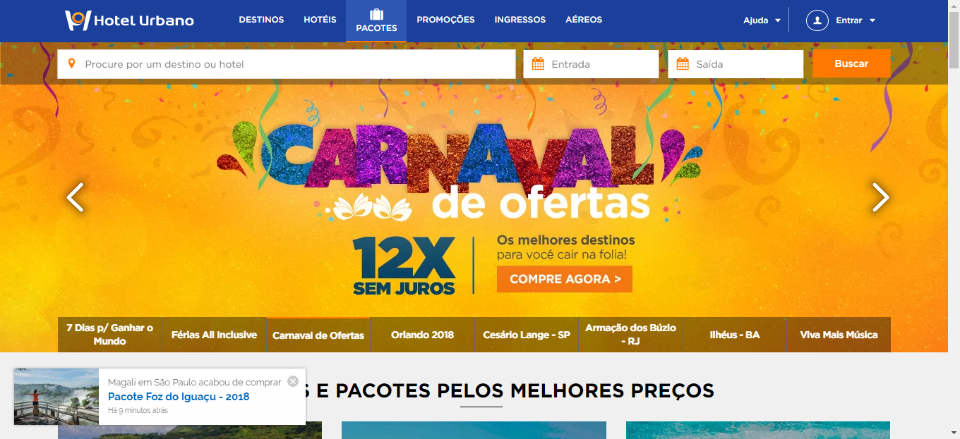 Hotel Urbano
DESTINOS
HOTÉIS
PACOTES
PROMOÇÕES
INGRESSOS
AÉREOS
Ajuda
Entrar
Procure por um destino ou hotel
Entrada
Saída
Buscar
CARNAVAL
de ofertas
12X
SEM JUROS
Os melhores destinos
para você cair na folia!
COMPRE AGORA >
7 Dias p/ Ganhar o
Mundo
Férias All Inclusive
Carnaval de Ofertas
Orlando 2018
Cesário Lange - SP
Armação dos Búzio
- RJ
Ilhéus - BA
Viva Mais Música
Magali em São Paulo acabou de comprar
Pacote Foz do Iguaçu - 2018
Há 9 minutos atrás
S E PACOTES PELOS MELHORES PREÇOS